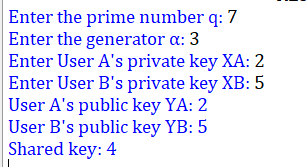 Enter the prime number q: 7
Enter the generator α: 3
Enter User A's private key XA: 2
Enter User B's private key XB: 5
User A's public key YA: 2
User B's public key YB: 5
Shared key: 4